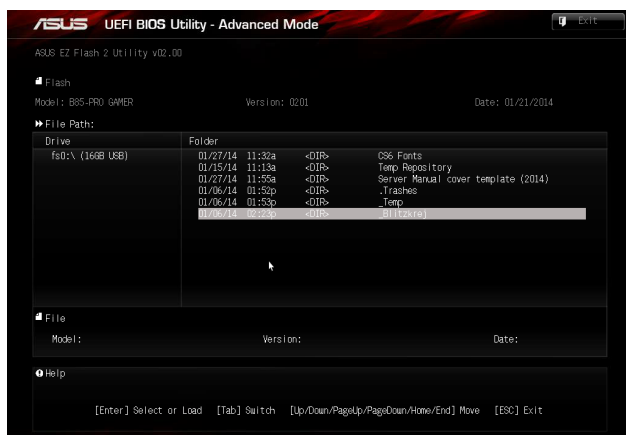 ASUS UEFI BIOS Utility - Advanced Mode Exit
ASUS EZ Flash 2 Utility v02.00
Flash
Model: B85-PRO GAMER Version: 0201 Date: 01/21/2014
File Path:
Drive Folder
fs0:\ (16GB USB) 01/27/14 11:32a <DIR> CS6 Fonts
01/15/14 11:13a <DIR> Temp Repository
01/27/14 11:55a <DIR> Server Manual cover template (2014)
01/06/14 01:52p <DIR> .Trashes
01/06/14 01:53p <DIR> _Temp
01/06/14 02:23p <DIR> _Blitzkrej
File
Model: Version: Date:
Help
[Enter] Select or Load [Tab] Switch [Up/Down/PageUp/PageDown/Home/End] Move [ESC] Exit